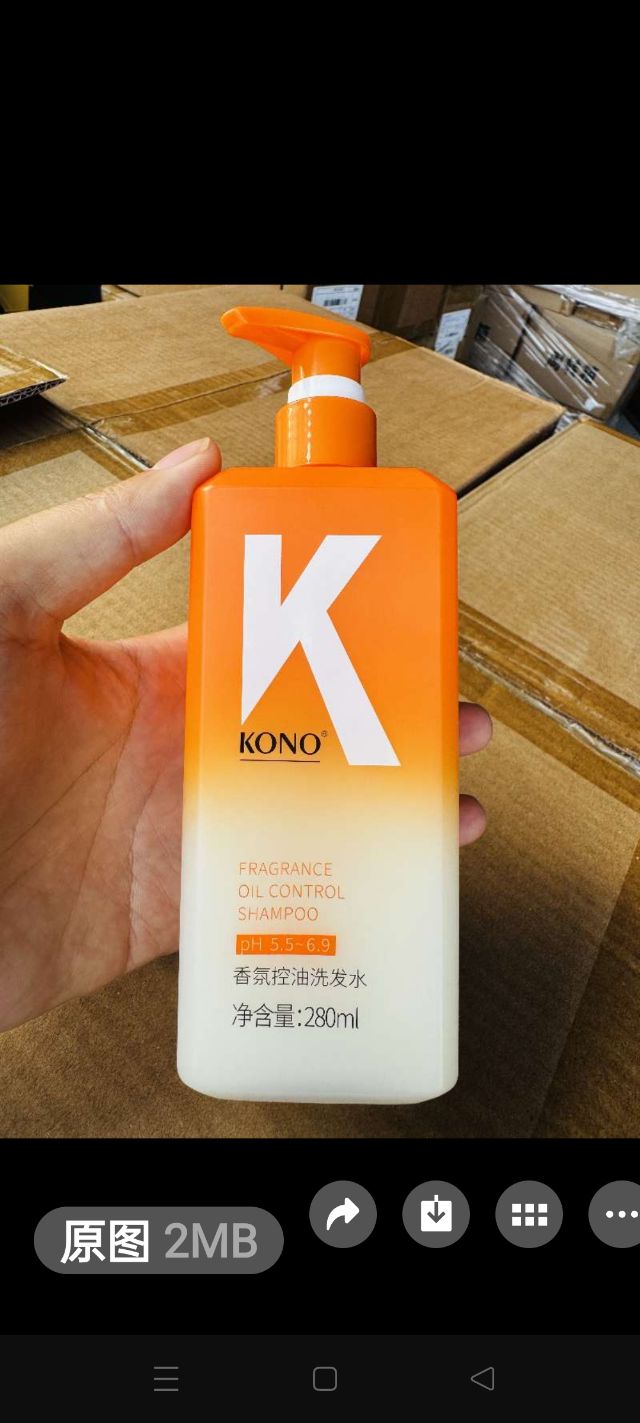 K
KONO®
FRAGRANCE
OIL CONTROL
SHAMPOO
pH 5.5~6.9
香氛控油洗发水
净含量:280ml
原图 2MB